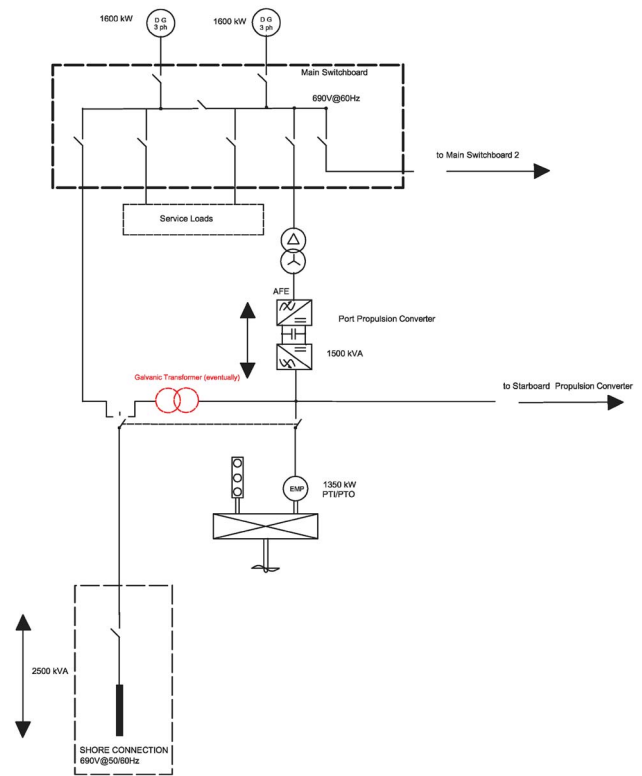 1600 kW
D G
3 ph
1600 kW
D G
3 ph
Main Switchboard
690V@60Hz
to Main Switchboard 2
Service Loads
AFE
Port Propulsion Converter
1500 kVA
Galvanic Transformer (eventually)
to Starboard Propulsion Converter
EMP
1350 kW
PTI/PTO
2500 kVA
SHORE CONNECTION
690V@50/60Hz